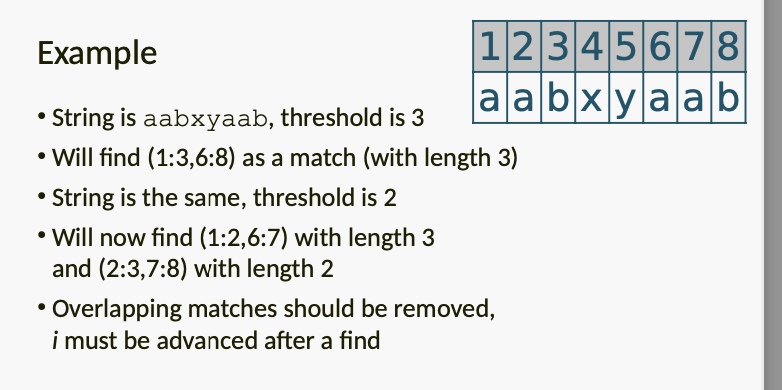 Example
1 2 3 4 5 6 7 8
a a b x y a a b
• String is aabxyaab, threshold is 3
• Will find (1:3,6:8) as a match (with length 3)
• String is the same, threshold is 2
• Will now find (1:2,6:7) with length 3
and (2:3,7:8) with length 2
• Overlapping matches should be removed,
i must be advanced after a find